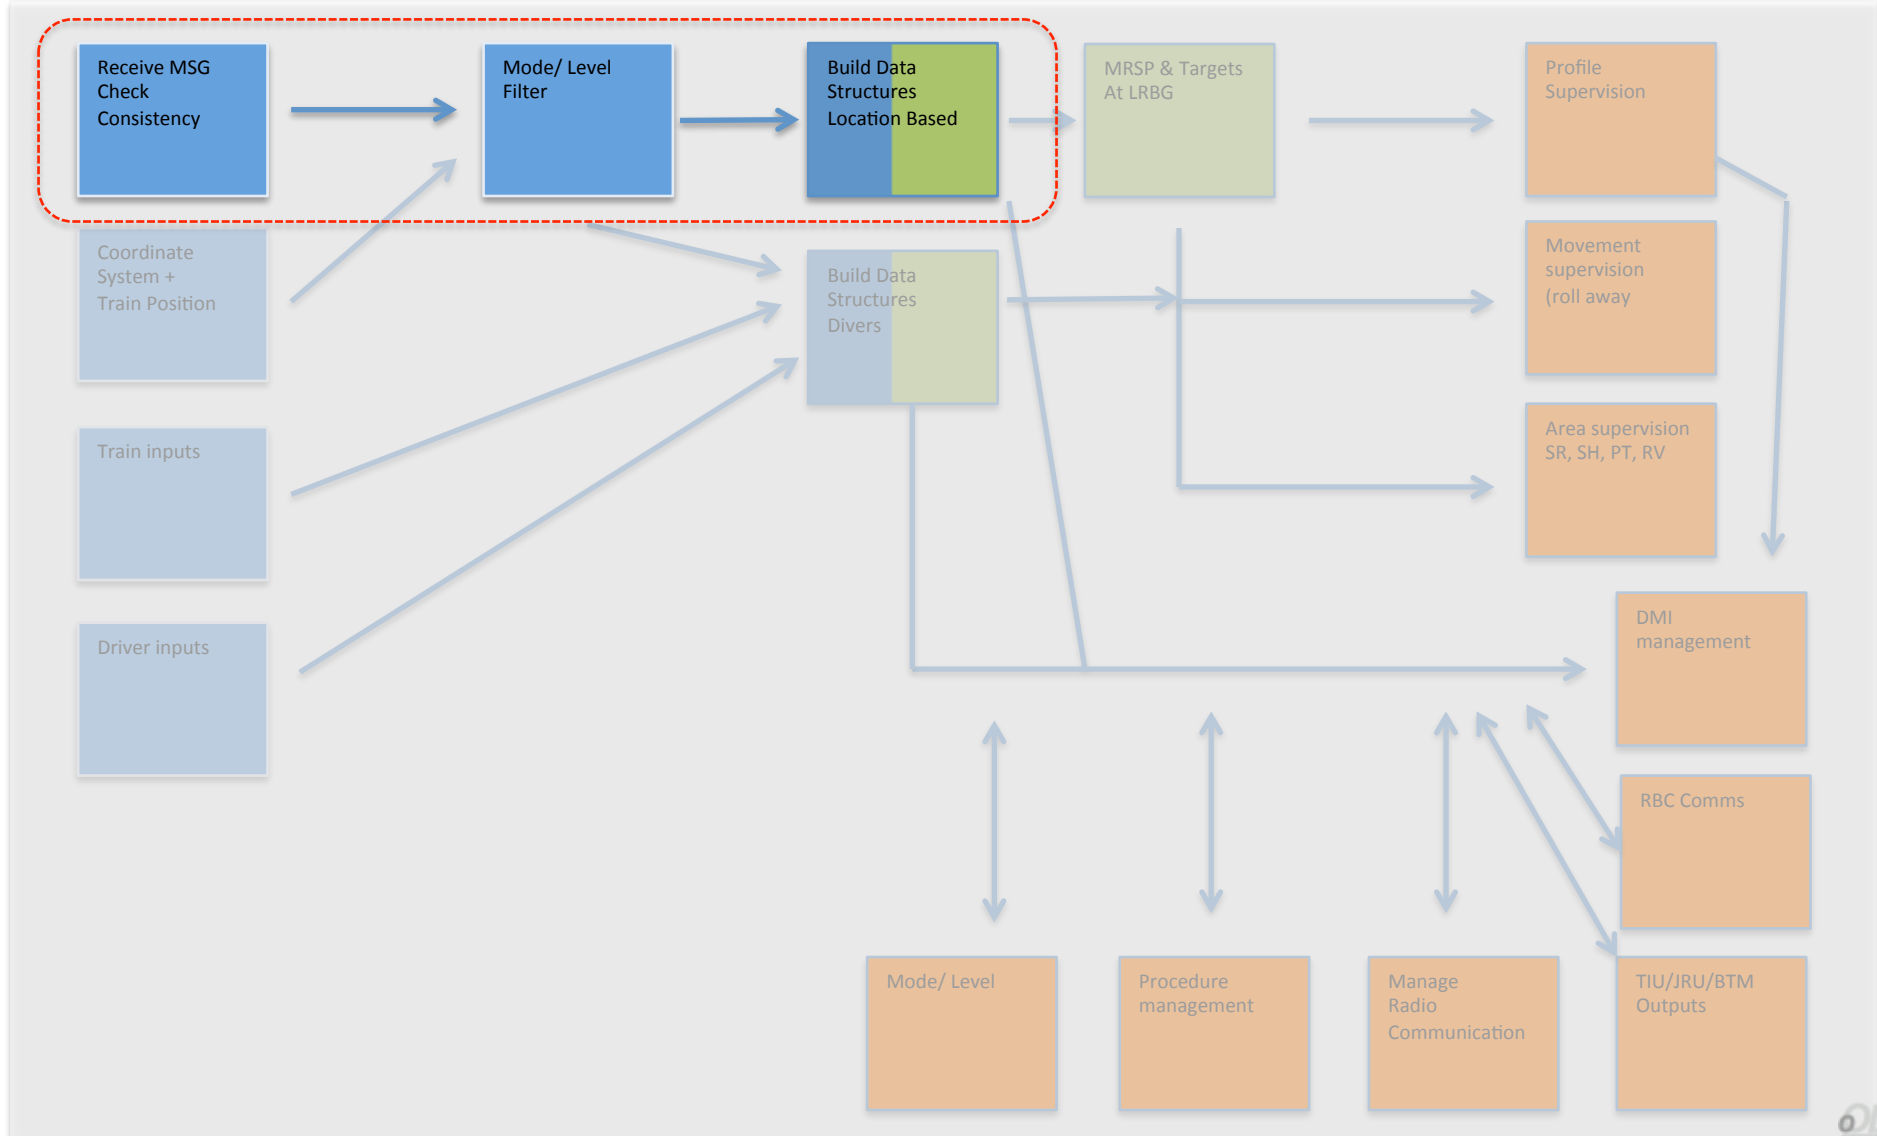 Receive MSG
Check
Consistency
Mode/ Level
Filter
Build Data
Structures
Location Based
MRSP & Targets
At LRBG
Profile
Supervision
Coordinate
System +
Train Position
Build Data
Structures
Divers
Movement
supervision
(roll away
Train inputs
Area supervision
SR, SH, PT, RV
Driver inputs
DMI
management
RBC Comms
Mode/ Level
Procedure
management
Manage
Radio
Communication
TIU/JRU/BTM
Outputs